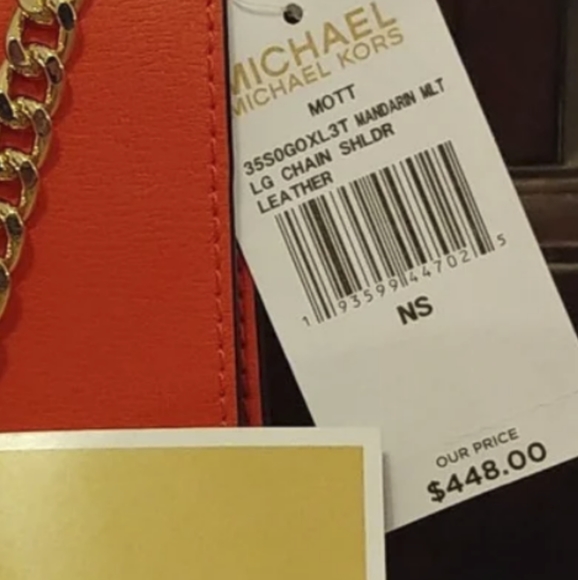 MICHAEL
MICHAEL KORS
MOTT
35S0GOXL3T MANDARIN MLT
LG CHAIN SHLDR
LEATHER
1 93599 44702 5
NS
OUR PRICE
$448.00